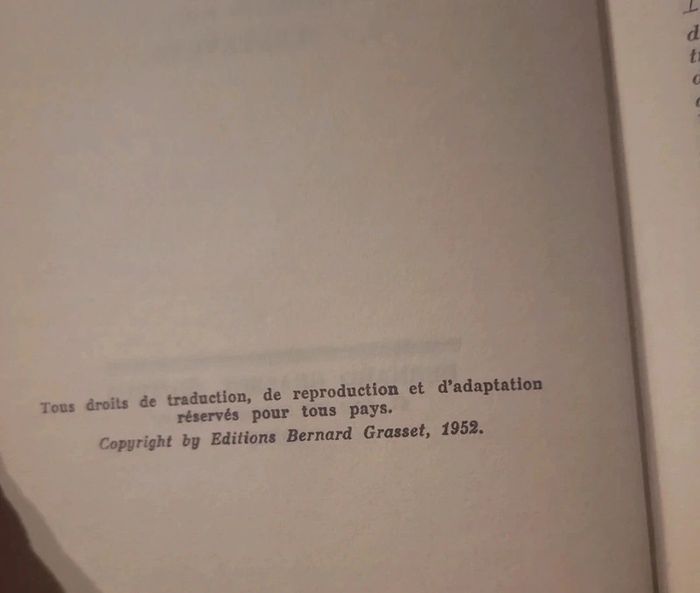 Tous droits de traduction, de reproduction et d'adaptation
réservés pour tous pays.
Copyright by Editions Bernard Grasset, 1952.